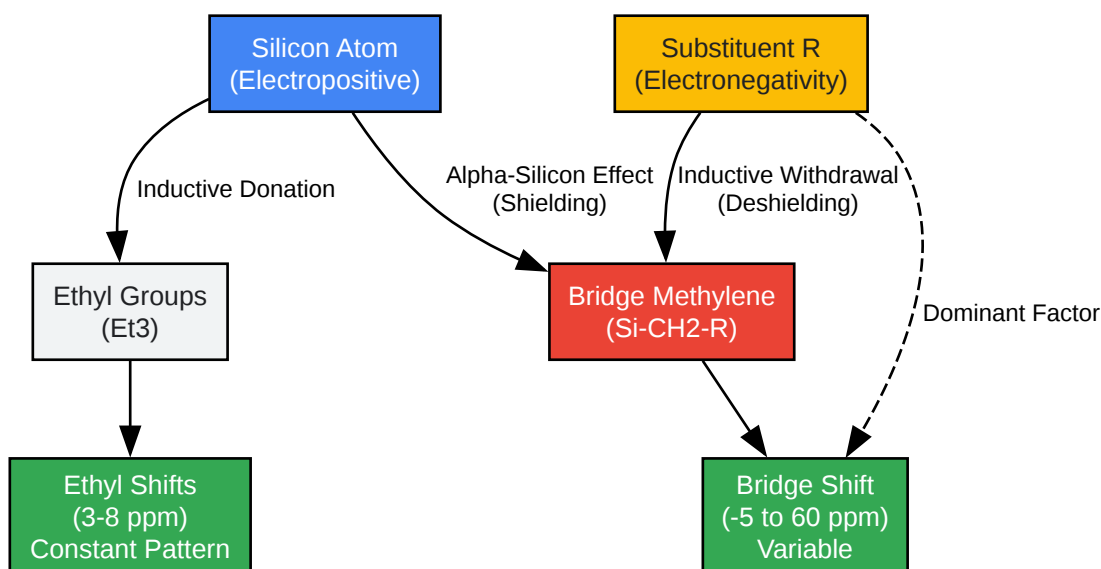 Silicon Atom
(Electropositive)
Substituent R
(Electronegativity)
Inductive Donation
Alpha-Silicon Effect
(Shielding)
Inductive Withdrawal
(Deshielding)
Ethyl Groups
(Et3)
Bridge Methylene
(Si-CH2-R)
Dominant Factor
Ethyl Shifts
(3-8 ppm)
Constant Pattern
Bridge Shift
(-5 to 60 ppm)
Variable